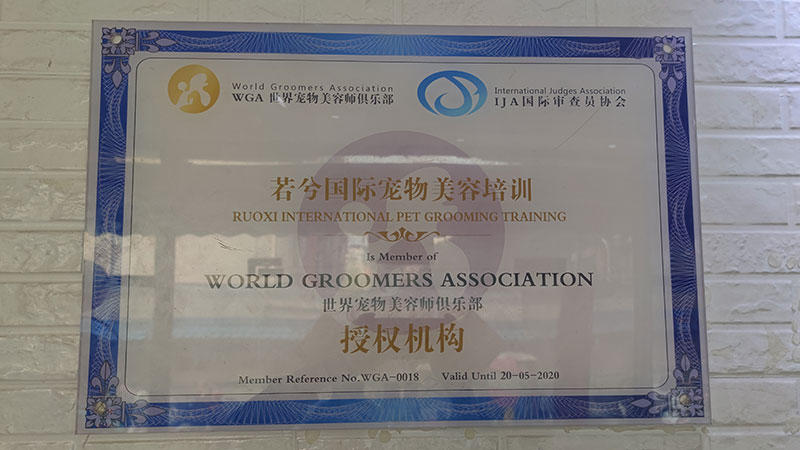 World Groomers Association
WGA 世界宠物美容师俱乐部
International Judges Association
IJA国际审查员协会
若兮国际宠物美容培训
RUOXI INTERNATIONAL PET GROOMING TRAINING
Is Member of
WORLD GROOMERS ASSOCIATION
世界宠物美容师俱乐部
授权机构
Member Reference No.WGA-0018 Valid Until 20-05-2020